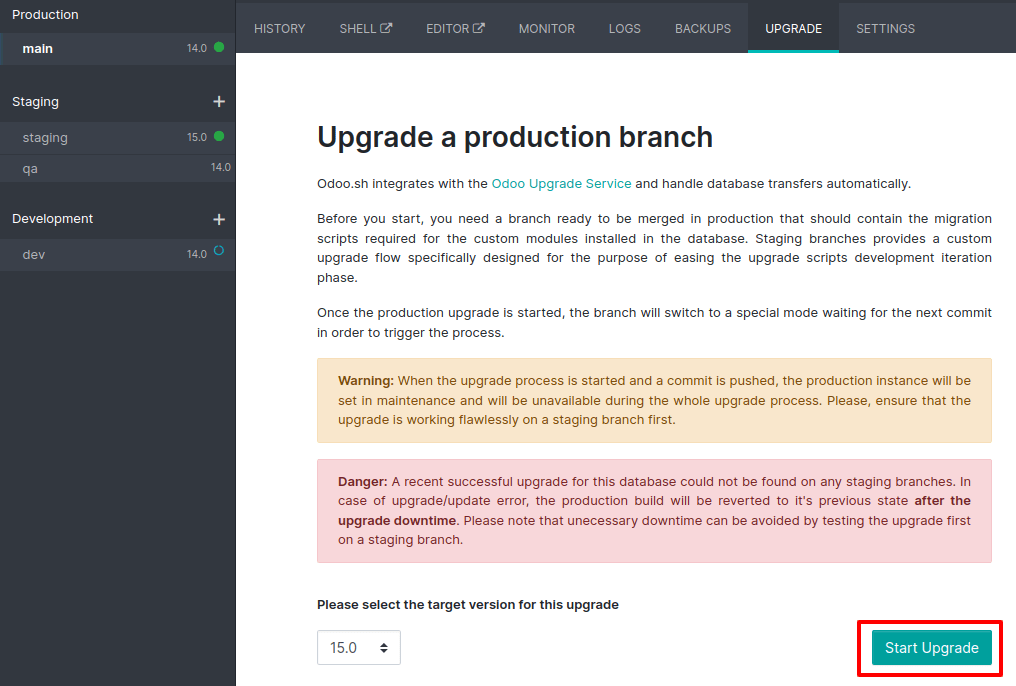 Production
main 14.0
Staging +
staging 15.0
qa 14.0
Development +
dev 14.0
HISTORY SHELL EDITOR MONITOR LOGS BACKUPS UPGRADE SETTINGS
Upgrade a production branch
Odoo.sh integrates with the Odoo Upgrade Service and handle database transfers automatically.
Before you start, you need a branch ready to be merged in production that should contain the migration
scripts required for the custom modules installed in the database. Staging branches provides a custom
upgrade flow specifically designed for the purpose of easing the upgrade scripts development iteration
phase.
Once the production upgrade is started, the branch will switch to a special mode waiting for the next commit
in order to trigger the process.
Warning: When the upgrade process is started and a commit is pushed, the production instance will be
set in maintenance and will be unavailable during the whole upgrade process. Please, ensure that the
upgrade is working flawlessly on a staging branch first.
Danger: A recent successful upgrade for this database could not be found on any staging branches. In
case of upgrade/update error, the production build will be reverted to it's previous state after the
upgrade downtime. Please note that unecessary downtime can be avoided by testing the upgrade first
on a staging branch.
Please select the target version for this upgrade
15.0
Start Upgrade